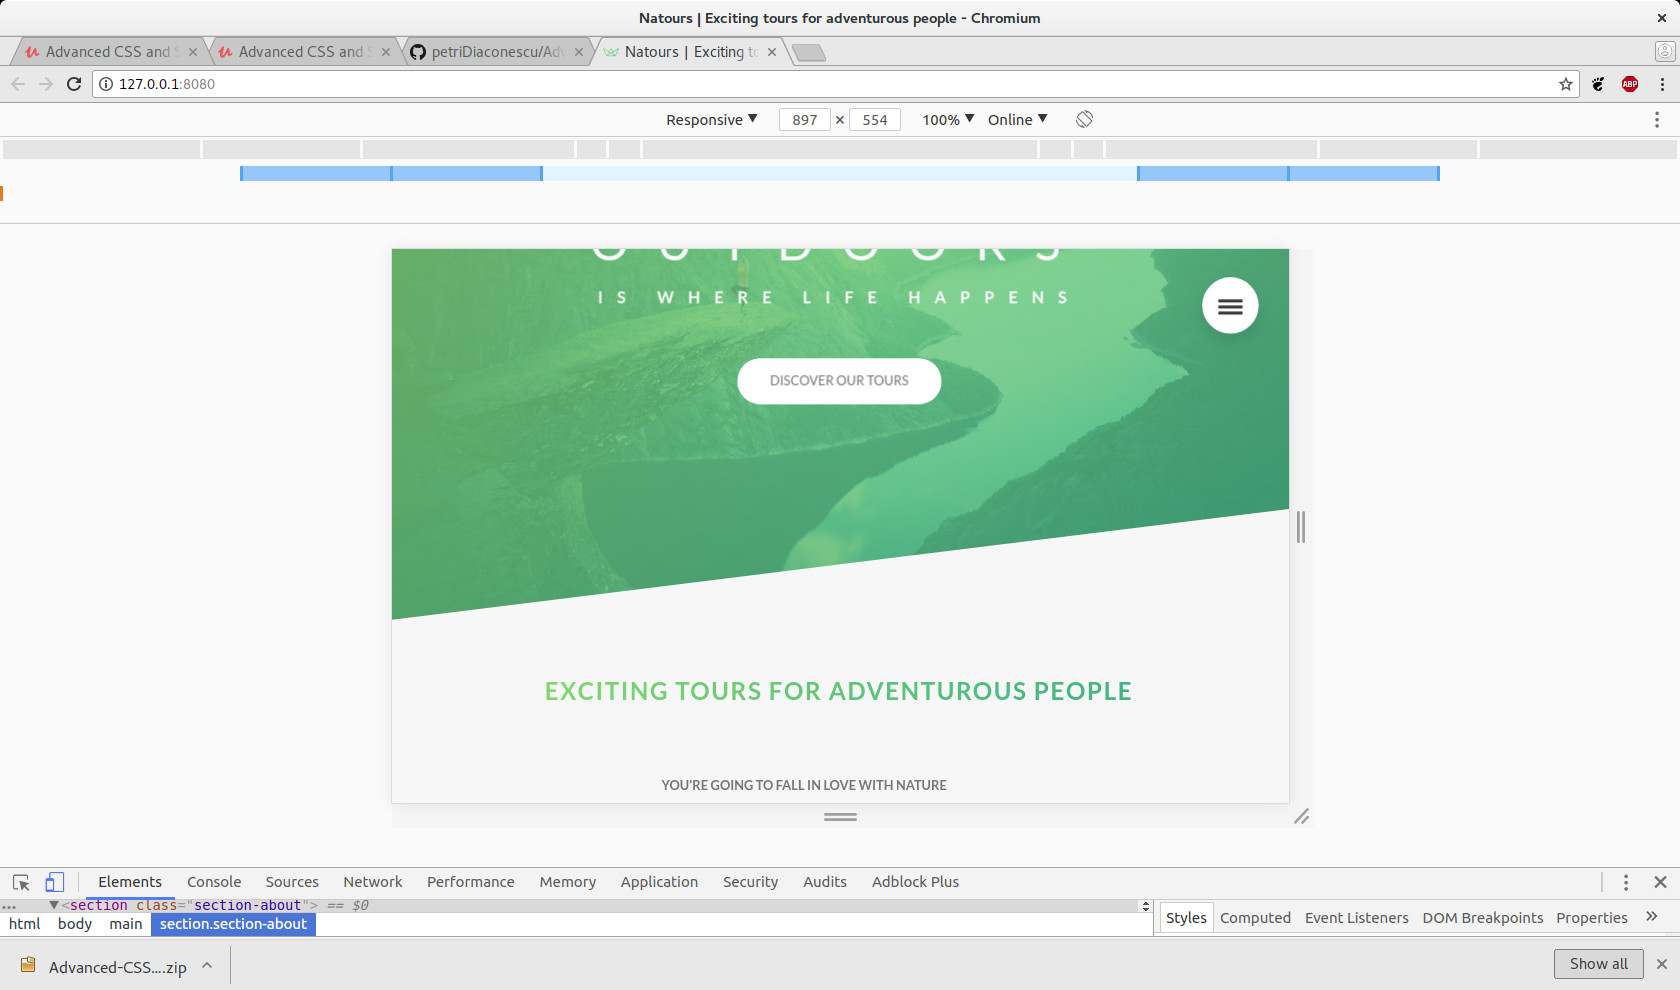 Natours | Exciting tours for adventurous people - Chromium
Advanced CSS and S
Advanced CSS and S
petriDiaconescu/Adv
Natours | Exciting to
127.0.0.1:8080
ABP
Responsive ▼ 897 × 554 100% ▼ Online ▼
OUTDOORS
IS WHERE LIFE HAPPENS
DISCOVER OUR TOURS
EXCITING TOURS FOR ADVENTUROUS PEOPLE
YOU'RE GOING TO FALL IN LOVE WITH NATURE
Elements Console Sources Network Performance Memory Application Security Audits Adblock Plus
... ▼<section class="section-about"> == $0
html body main section.section-about
Styles Computed Event Listeners DOM Breakpoints Properties »
Advanced-CSS....zip
Show all